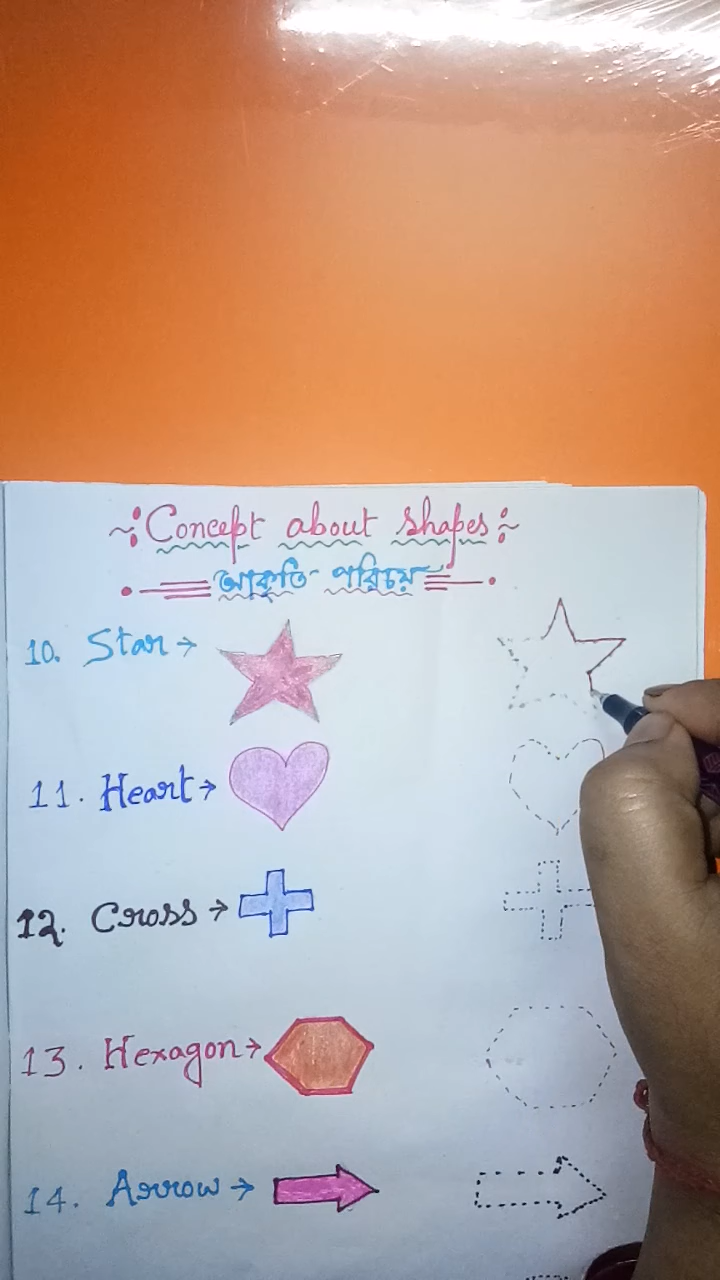 Concept about shapes
আকৃতি পরিচয়
10. Star →
11. Heart →
12. Cross →
13. Hexagon →
14. Arrow →